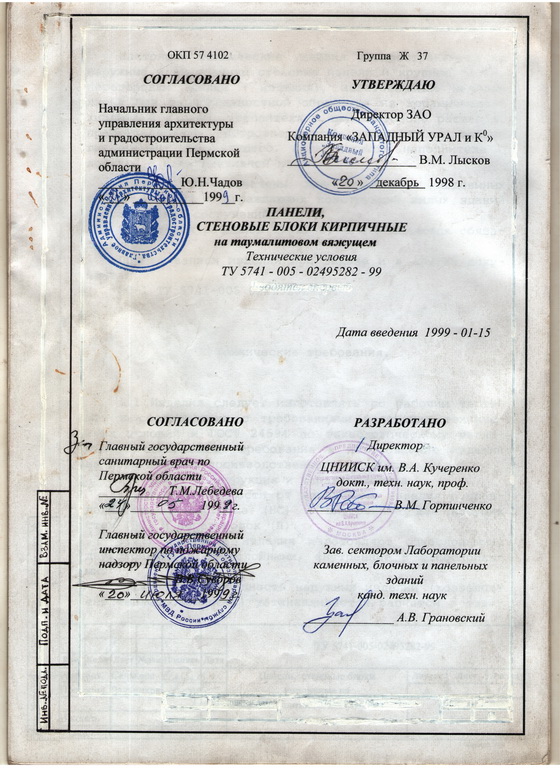 ОКП 57 4102
Группа Ж 37
СОГЛАСОВАНО
Начальник главного
управления архитектуры
и градостроительства
администрации Пермской
области
Ю.Н.Чадов
1999 г.
УТВЕРЖДАЮ
Директор ЗАО
Компания «ЗАПАДНЫЙ УРАЛ и К⁰»
В.М. Лысков
«20» декабрь 1998 г.
ПАНЕЛИ,
СТЕНОВЫЕ БЛОКИ КИРПИЧНЫЕ
на таумалитовом вяжущем
Технические условия
ТУ 5741 - 005 - 02495282 - 99
Дата введения 1999 - 01-15
СОГЛАСОВАНО
Главный государственный
санитарный врач по
Пермской области
Т.М.Лебедева
«27» 05 1999 г.
Главный государственный
инспектор по пожарному
надзору Пермской области
«20» 1999 г.
РАЗРАБОТАНО
Директор
ЦНИИСК им. В.А. Кучеренко
докт., техн. наук, проф.
В.М. Горпинченко
Зав. сектором Лаборатории
каменных, блочных и панельных
зданий
канд. техн. наук
А.В. Грановский
Взам. инв. №
Подп. и дата
Инв. № подл.